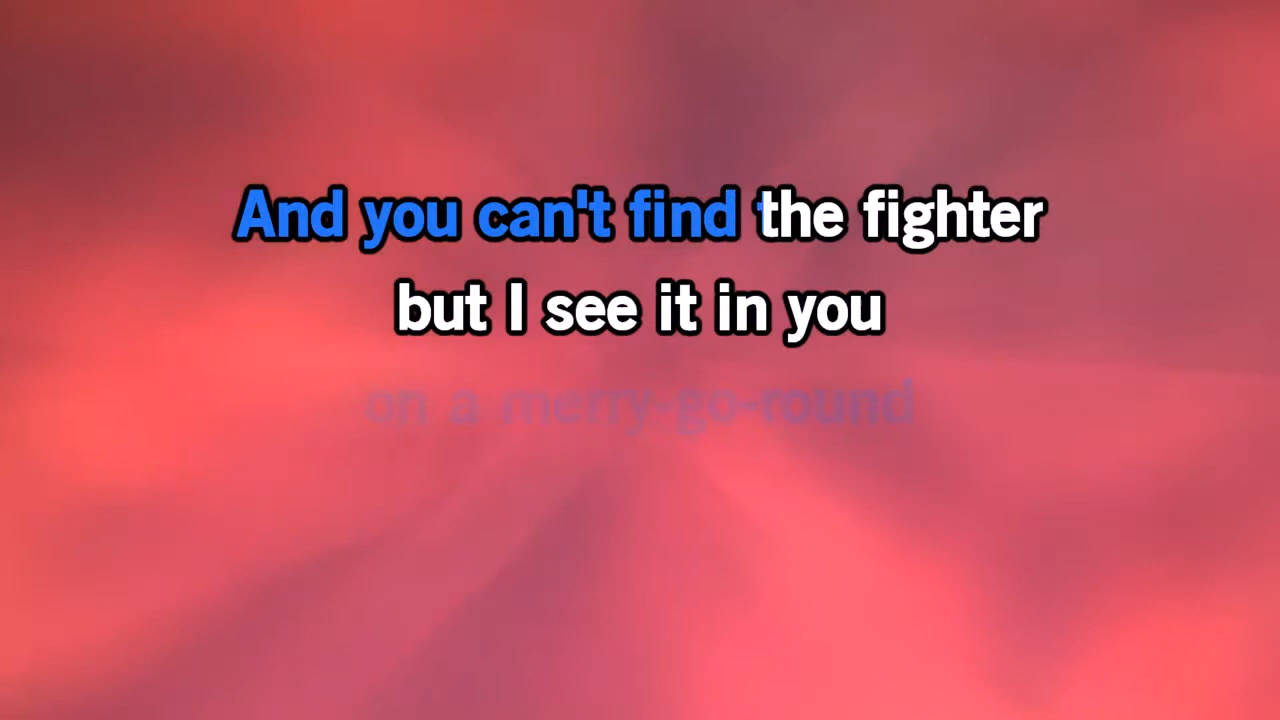 And you can't find the fighter
but I see it in you
on a merry-go-round